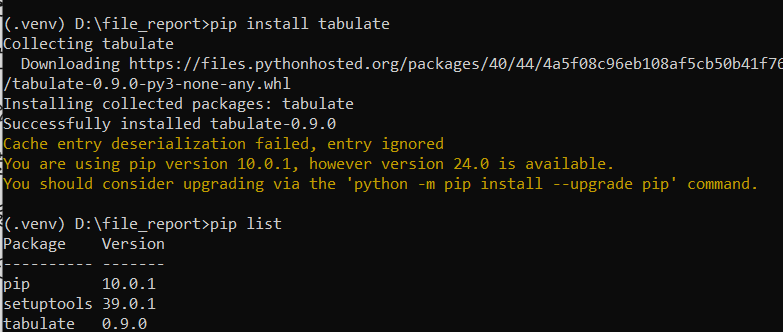 (.venv) D:\file_report>pip install tabulate
Collecting tabulate
  Downloading https://files.pythonhosted.org/packages/40/44/4a5f08c96eb108af5cb50b41f76
/tabulate-0.9.0-py3-none-any.whl
Installing collected packages: tabulate
Successfully installed tabulate-0.9.0
Cache entry deserialization failed, entry ignored
You are using pip version 10.0.1, however version 24.0 is available.
You should consider upgrading via the 'python -m pip install --upgrade pip' command.
(.venv) D:\file_report>pip list
Package    Version
---------- -------
pip        10.0.1
setuptools 39.0.1
tabulate   0.9.0